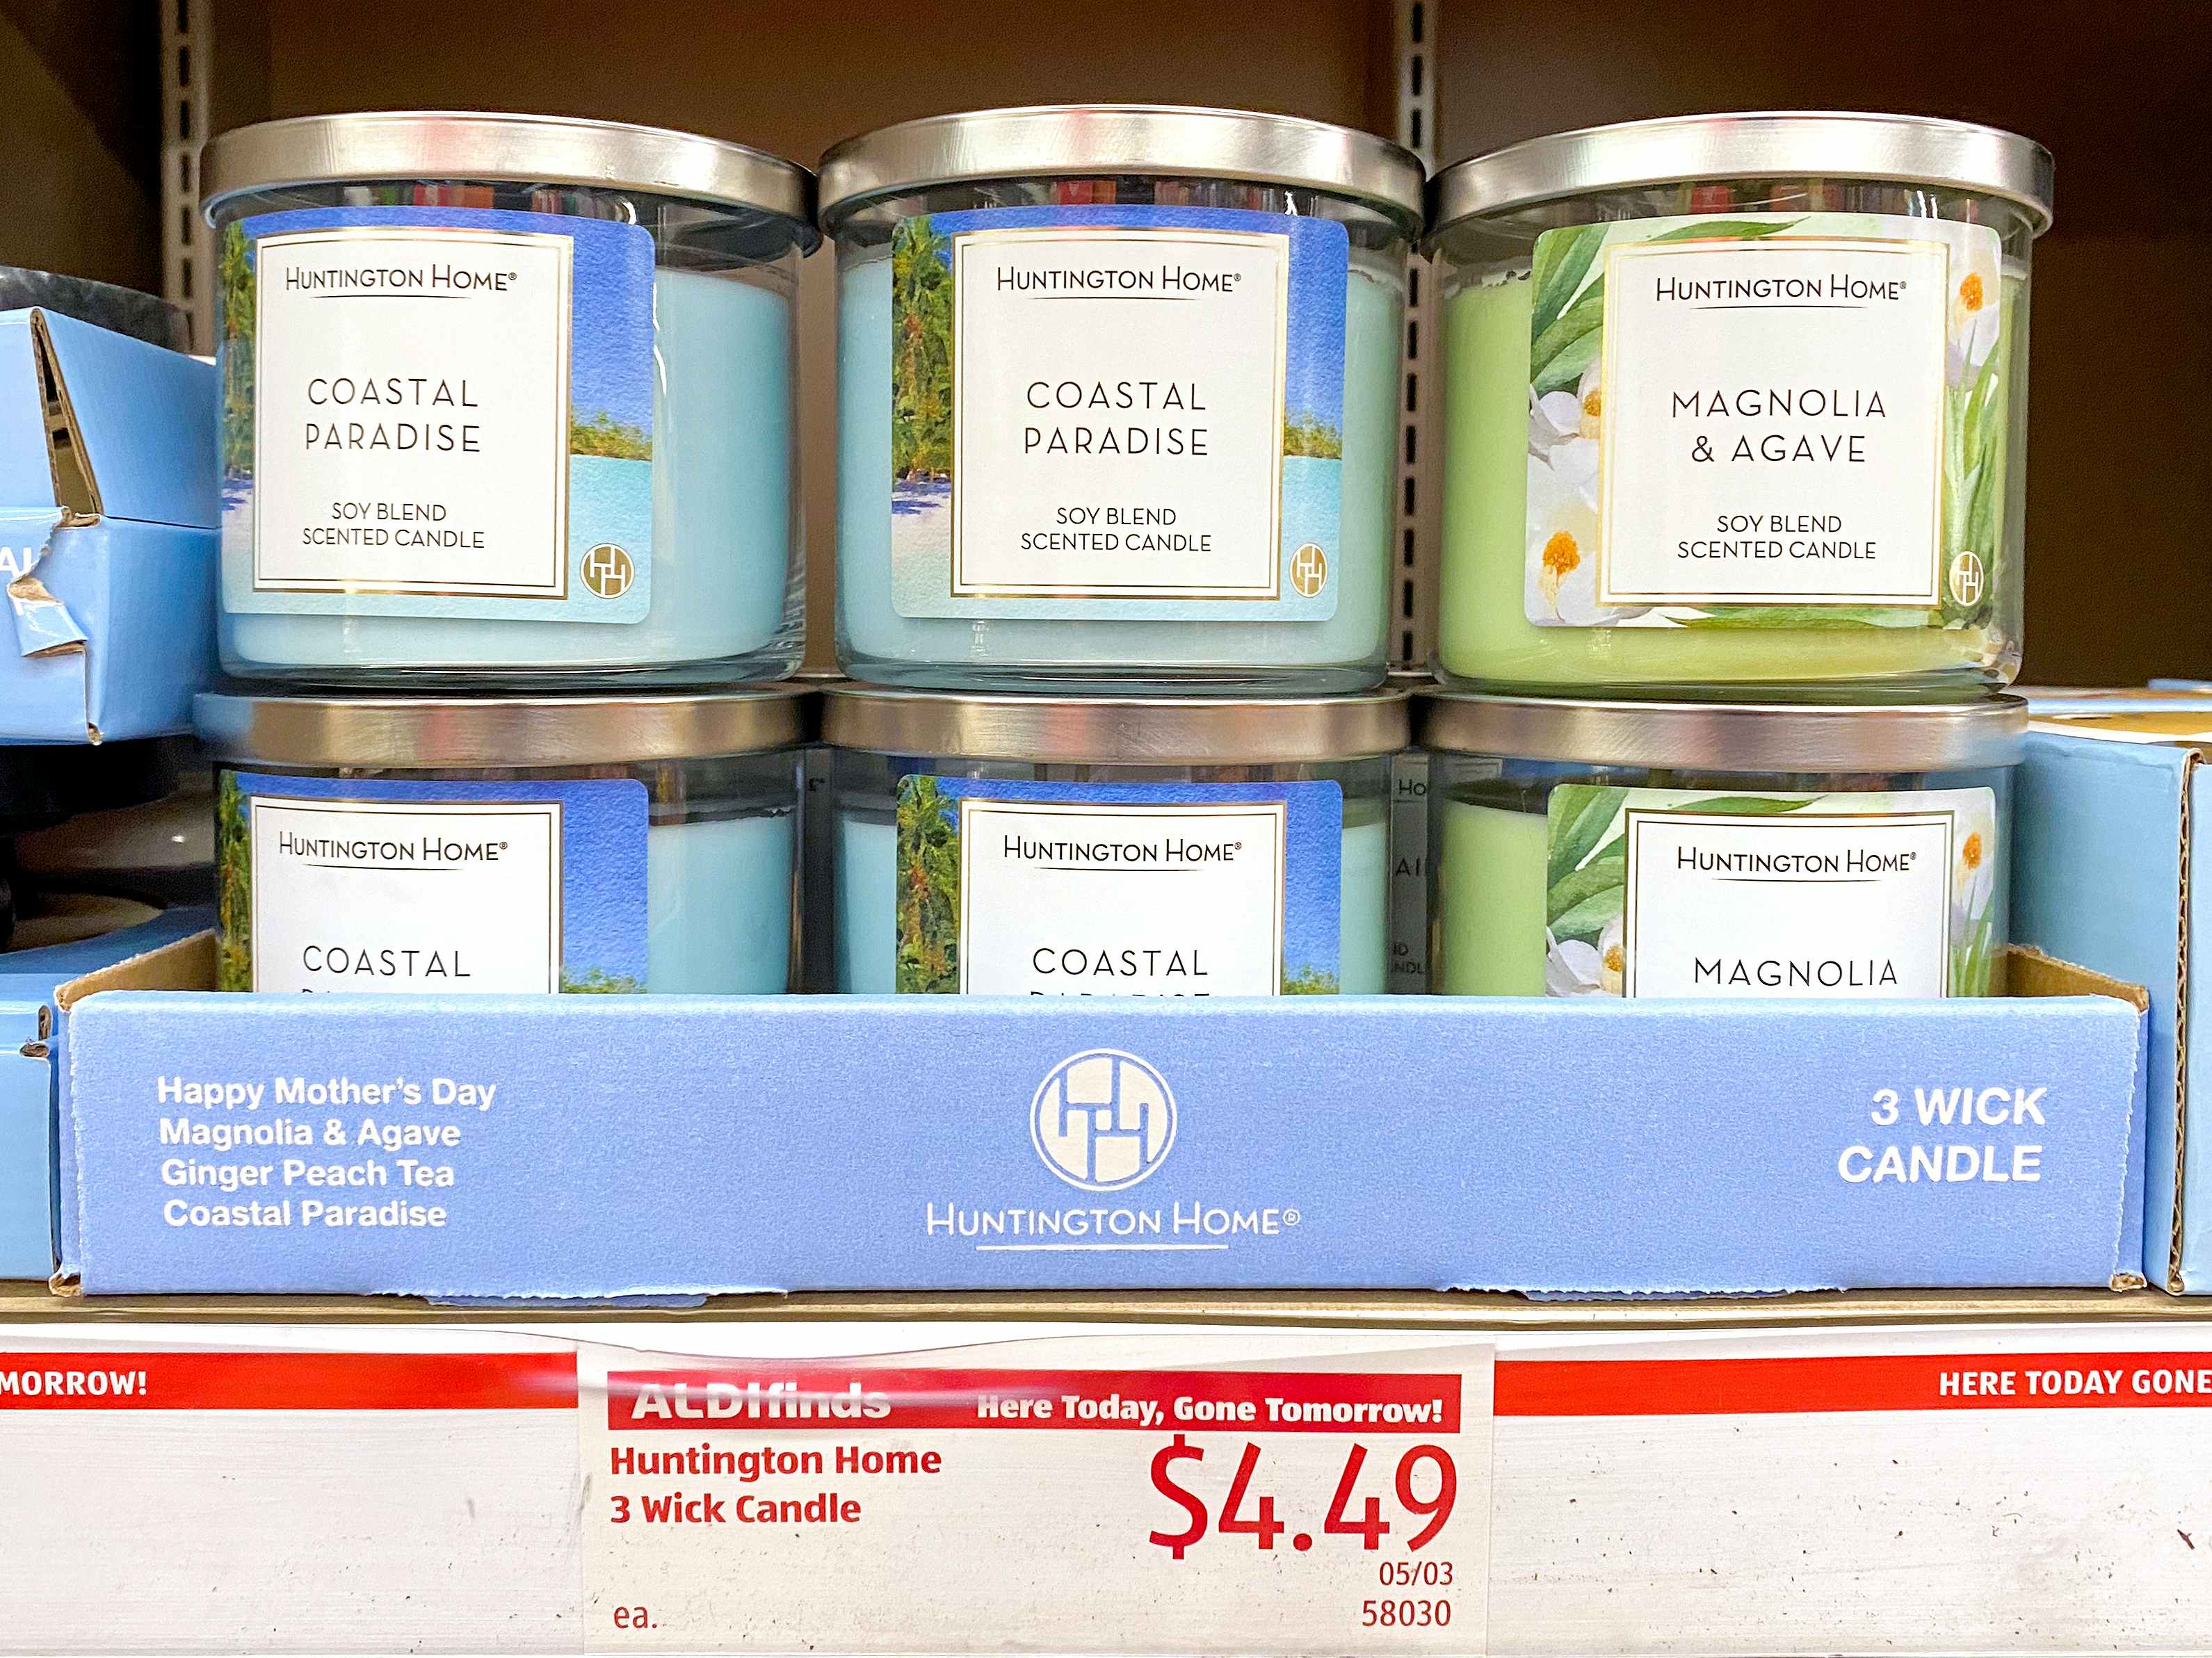 HUNTINGTON HOME®
COASTAL
PARADISE
SOY BLEND
SCENTED CANDLE
HUNTINGTON HOME®
COASTAL
PARADISE
SOY BLEND
SCENTED CANDLE
HUNTINGTON HOME®
MAGNOLIA
& AGAVE
SOY BLEND
SCENTED CANDLE
HUNTINGTON HOME®
COASTAL
HUNTINGTON HOME®
COASTAL
HUNTINGTON HOME®
MAGNOLIA
Happy Mother's Day
Magnolia & Agave
Ginger Peach Tea
Coastal Paradise
HUNTINGTON HOME®
3 WICK
CANDLE
MORROW!
ALDI finds
Here Today, Gone Tomorrow!
Huntington Home
3 Wick Candle
$4.49
05/03
ea.
58030
HERE TODAY GONE